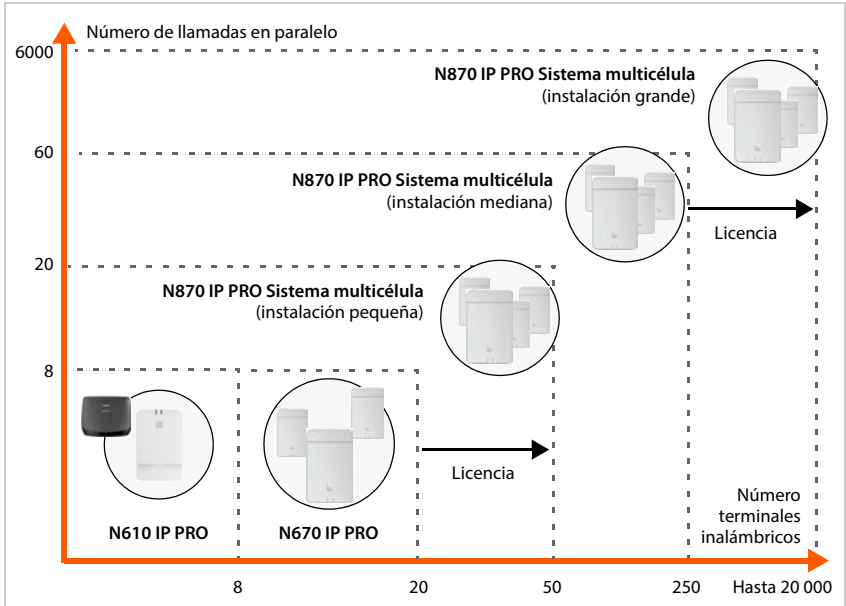 Número de llamadas en paralelo
6000
N870 IP PRO Sistema multicélula
(instalación grande)
60
N870 IP PRO Sistema multicélula
(instalación mediana)
Licencia
20
N870 IP PRO Sistema multicélula
(instalación pequeña)
8
Licencia
N610 IP PRO
N670 IP PRO
Número
terminales
inalámbricos
8
20
50
250
Hasta 20 000